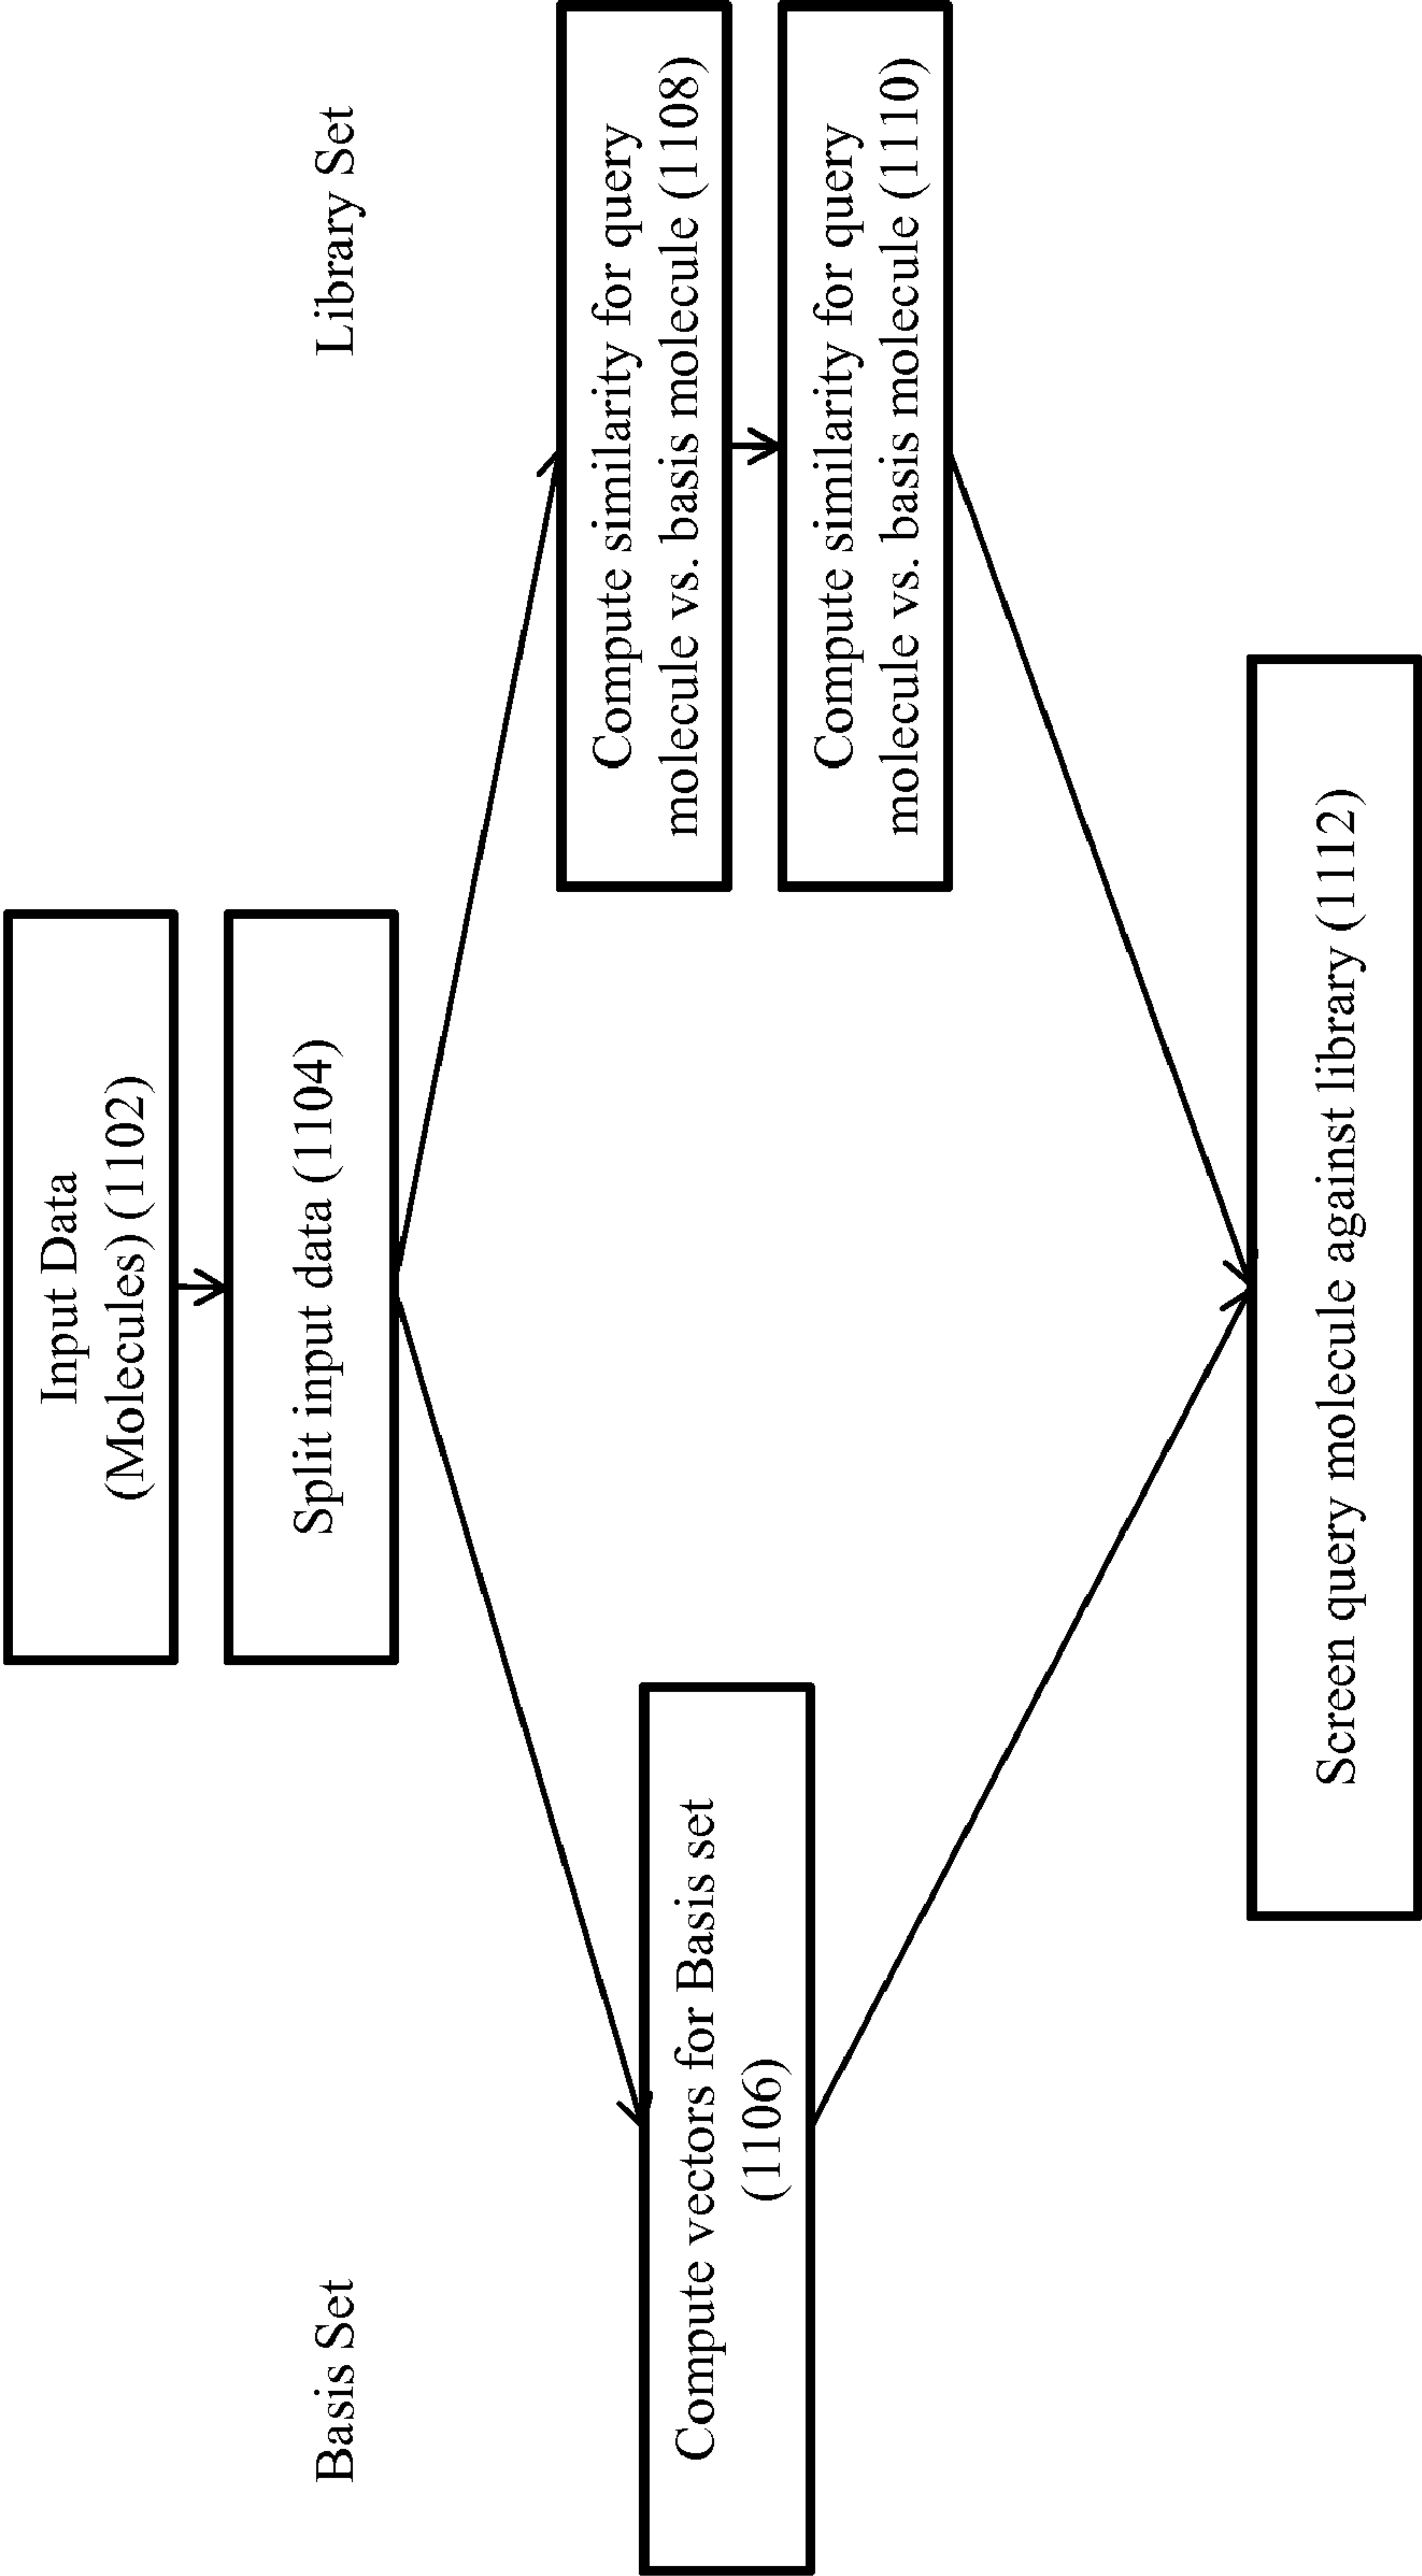 Input Data
(Molecules) (1102)
Split input data (1104)
Basis Set
Library Set
Compute vectors for Basis set
(1106)
Compute similarity for query
molecule vs. basis molecule (1108)
Compute similarity for query
molecule vs. basis molecule (1110)
Screen query molecule against library (1112)